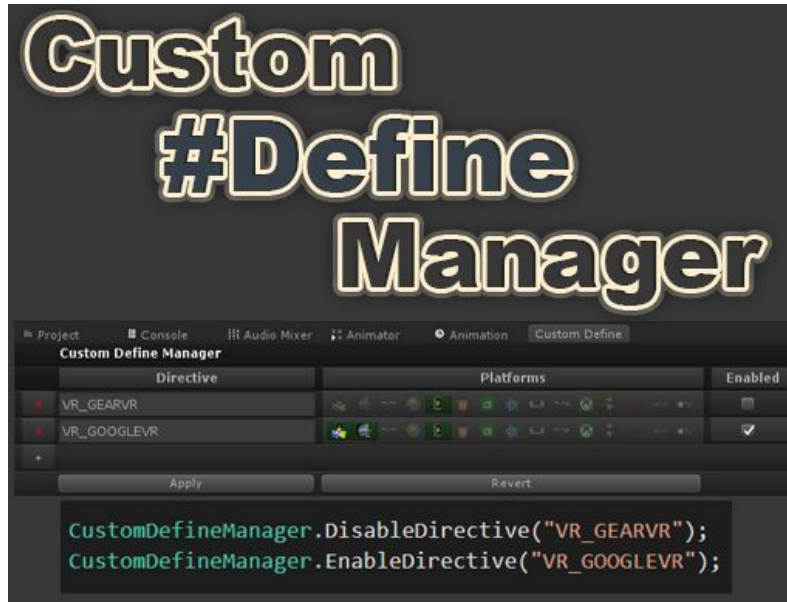 Custom
#Define
Manager
Project Console Audio Mixer Animator Animation Custom Define
Custom Define Manager
Directive Platforms Enabled
X VR_GEARVR
X VR_GOOGLEVR
+
Apply Revert
CustomDefineManager.DisableDirective("VR_GEARVR");
CustomDefineManager.EnableDirective("VR_GOOGLEVR");